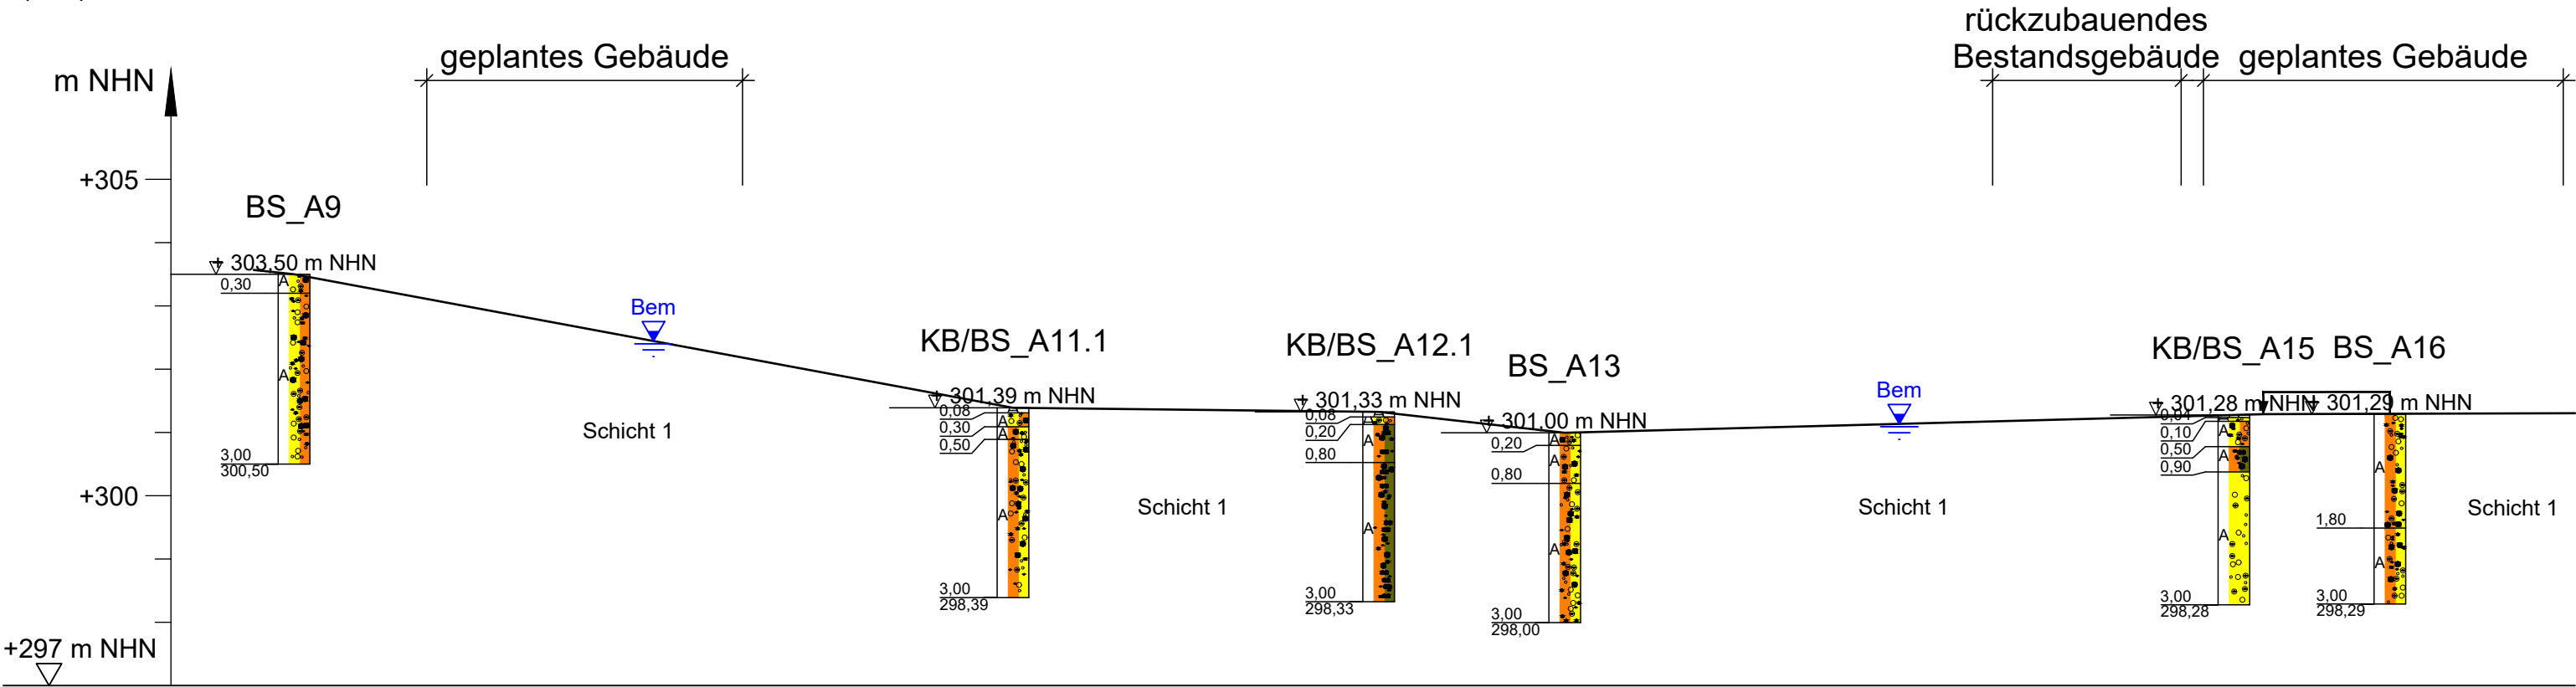 rückzubauendes
Bestandsgebäude
geplantes Gebäude
geplantes Gebäude
m NHN
+305
+300
+297 m NHN
BS_A9
+ 303,50 m NHN
A
0,30
A
3,00
300,50
Bem
Schicht 1
KB/BS_A11.1
+ 301,39 m NHN
A
0,08
A
0,30
A
0,50
A
3,00
298,39
Schicht 1
KB/BS_A12.1
+ 301,33 m NHN
A
0,08
A
0,20
A
0,80
A
3,00
298,33
BS_A13
+ 301,00 m NHN
A
0,20
A
0,80
A
3,00
298,00
Bem
Schicht 1
KB/BS_A15
+ 301,28 m NHN
0,04
0,10
A
0,50
A
0,90
A
3,00
298,28
BS_A16
+ 301,29 m NHN
A
1,80
A
3,00
298,29
Schicht 1